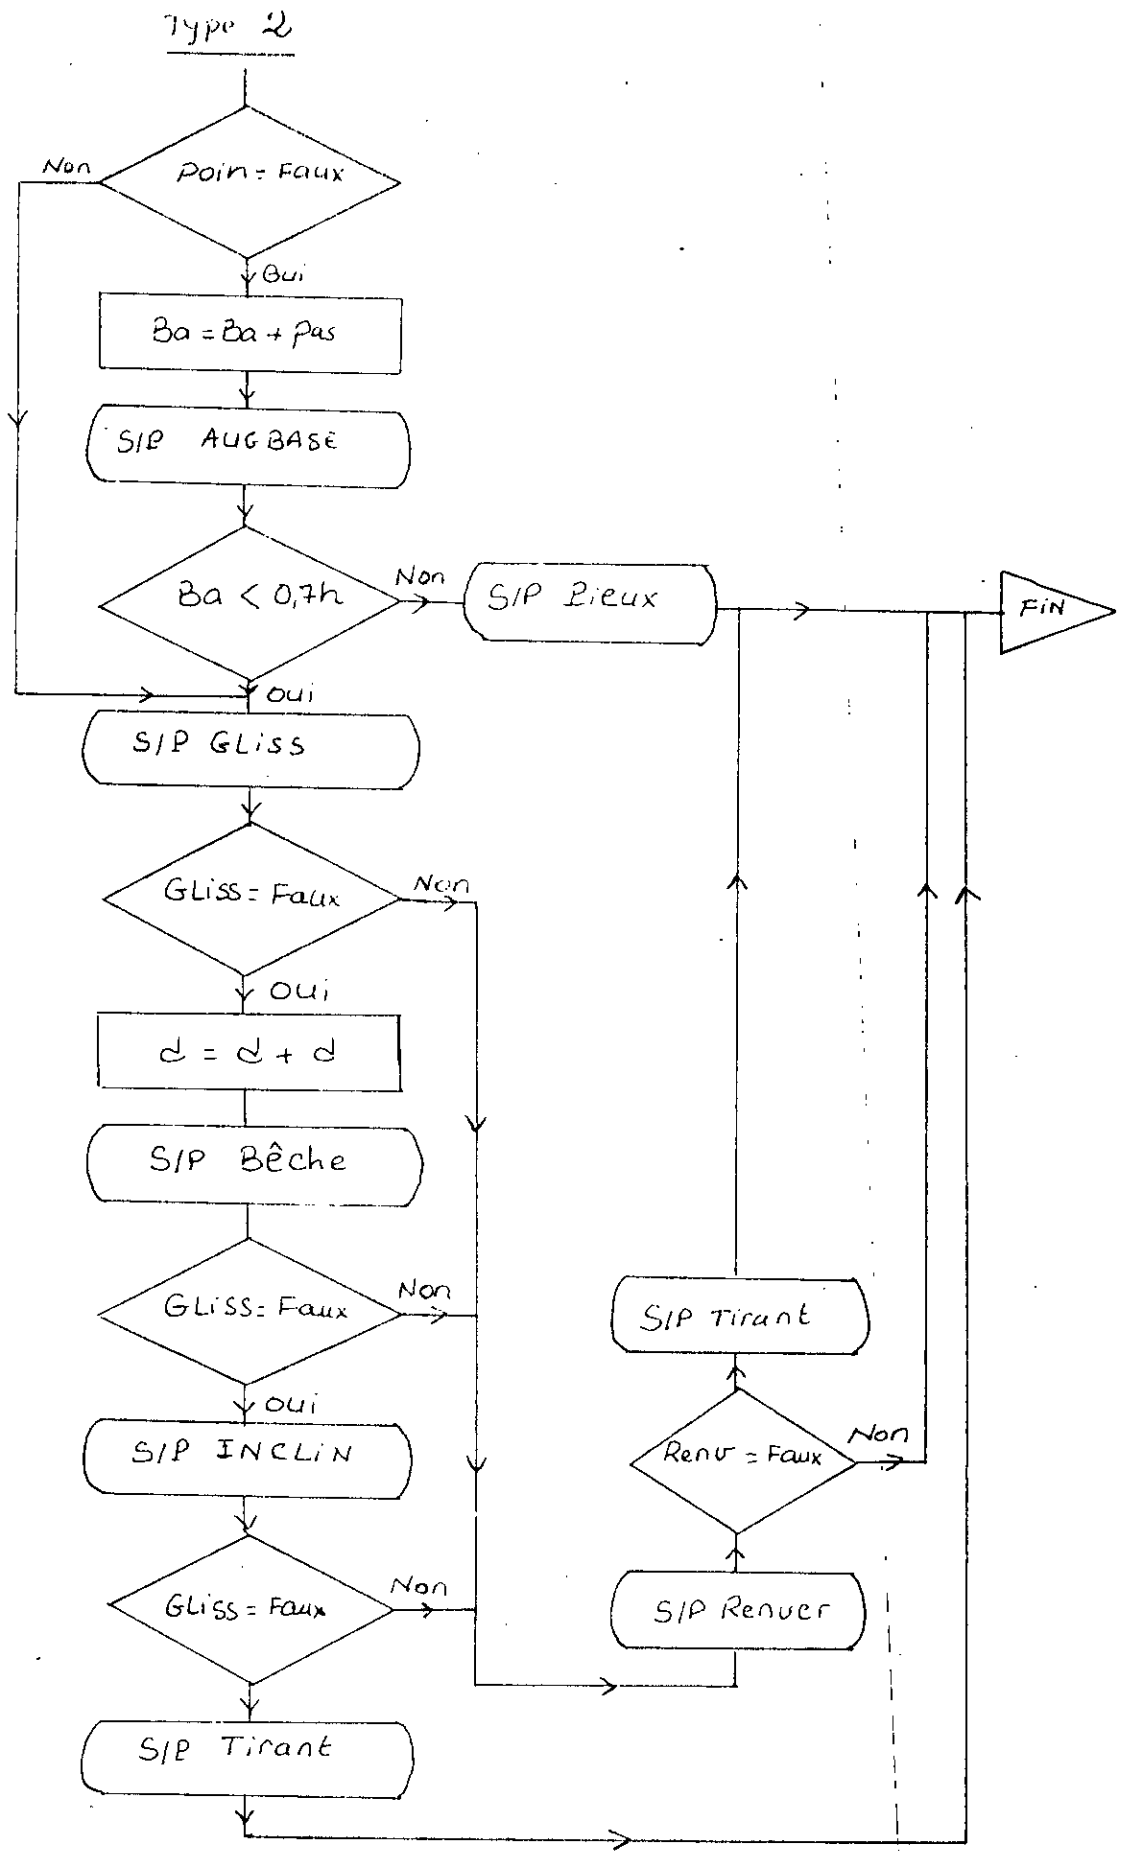 Type 2
Non
Poin = Faux
Oui
Ba = Ba + Pas
S/P AUGBASE
Ba < 0,7h
Non
S/P Pieux
FiN
OUI
S/P GLiSS
GLiSS = Faux
Non
OUI
d = d + d
S/P Bêche
GLiSS = Faux
Non
S/P Tirant
OUI
Renv = Faux
Non
S/P INCLiN
GLiSS = Faux
Non
S/P Renver
S/P Tirant